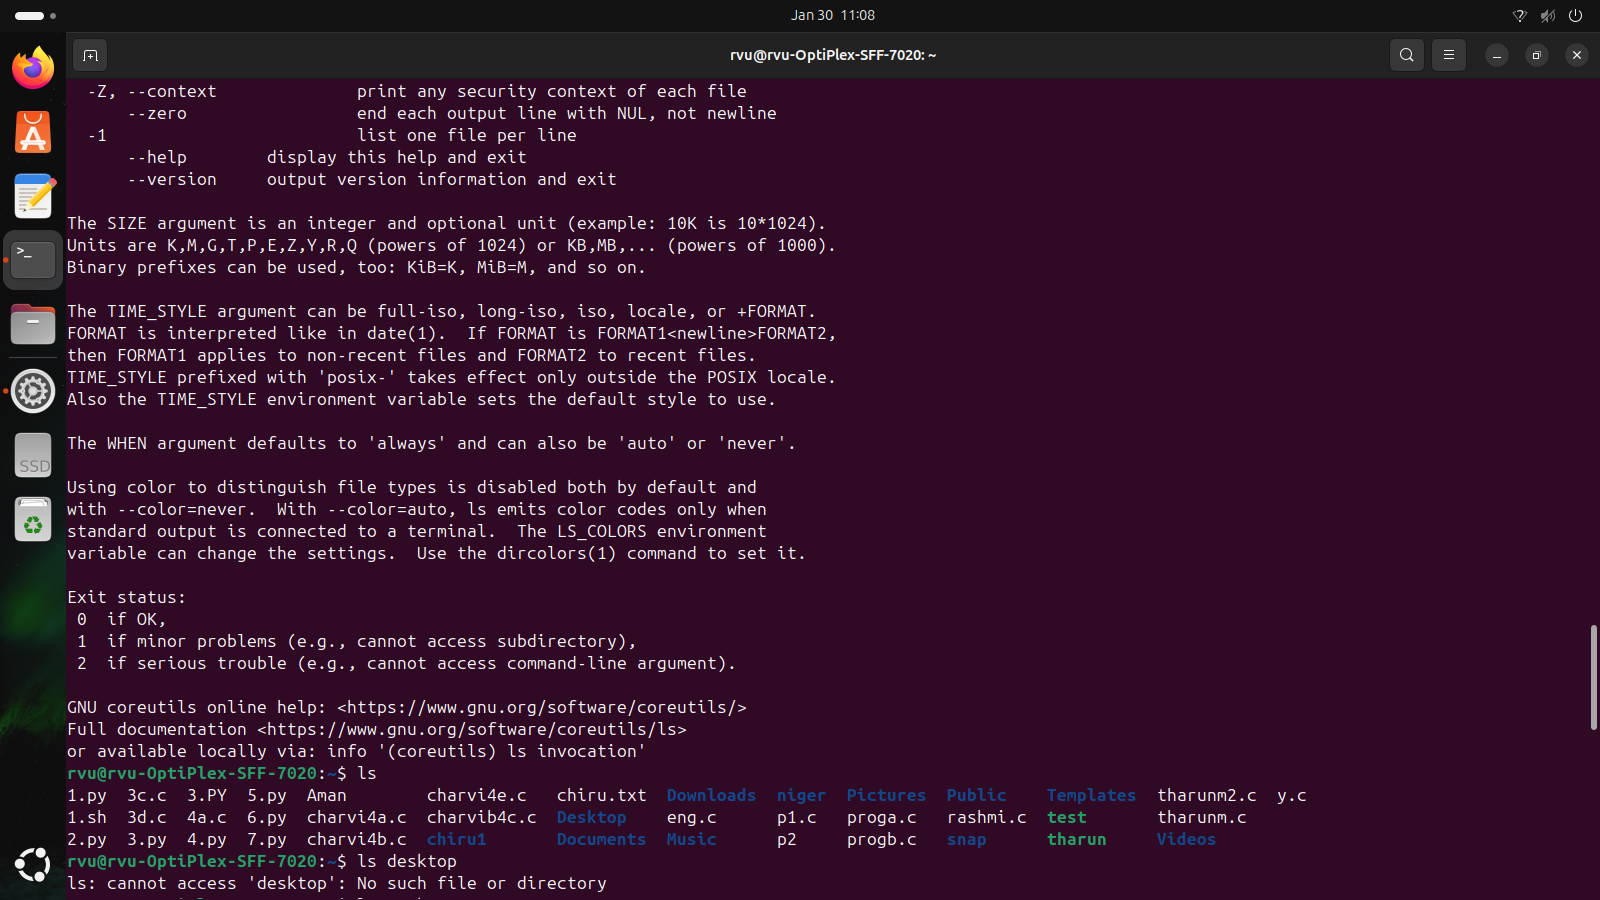 Jan 30 11:08
rvu@rvu-OptiPlex-SFF-7020: ~
-Z, --context print any security context of each file
--zero end each output line with NUL, not newline
-1 list one file per line
--help display this help and exit
--version output version information and exit
The SIZE argument is an integer and optional unit (example: 10K is 10*1024).
Units are K,M,G,T,P,E,Z,Y,R,Q (powers of 1024) or KB,MB,... (powers of 1000).
Binary prefixes can be used, too: KiB=K, MiB=M, and so on.
The TIME_STYLE argument can be full-iso, long-iso, iso, locale, or +FORMAT.
FORMAT is interpreted like in date(1).  If FORMAT is FORMAT1<newline>FORMAT2,
then FORMAT1 applies to non-recent files and FORMAT2 to recent files.
TIME_STYLE prefixed with 'posix-' takes effect only outside the POSIX locale.
Also the TIME_STYLE environment variable sets the default style to use.
The WHEN argument defaults to 'always' and can also be 'auto' or 'never'.
Using color to distinguish file types is disabled both by default and
with --color=never.  With --color=auto, ls emits color codes only when
standard output is connected to a terminal.  The LS_COLORS environment
variable can change the settings.  Use the dircolors(1) command to set it.
Exit status:
0  if OK,
1  if minor problems (e.g., cannot access subdirectory),
2  if serious trouble (e.g., cannot access command-line argument).
GNU coreutils online help: <https://www.gnu.org/software/coreutils/>
Full documentation <https://www.gnu.org/software/coreutils/ls>
or available locally via: info '(coreutils) ls invocation'
rvu@rvu-OptiPlex-SFF-7020:~$ ls
1.py  3c.c  3.PY  5.py  Aman  charvi4e.c  chiru.txt  Downloads  niger  Pictures  Public  Templates  tharunm2.c  y.c
1.sh  3d.c  4a.c  6.py  charvi4a.c  charvib4c.c  Desktop  eng.c  p1.c  proga.c  rashmi.c  test  tharunm.c
2.py  3.py  4.py  7.py  charvi4b.c  chiru1  Documents  Music  p2  progb.c  snap  tharun  Videos
rvu@rvu-OptiPlex-SFF-7020:~$ ls desktop
ls: cannot access 'desktop': No such file or directory
SSD